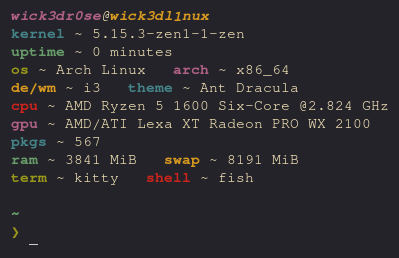 wick3dr0se@wick3dl1nux
kernel ~ 5.15.3-zen1-1-zen
uptime ~ 0 minutes
os ~ Arch Linux   arch ~ x86_64
de/wm ~ i3   theme ~ Ant Dracula
cpu ~ AMD Ryzen 5 1600 Six-Core @2.824 GHz
gpu ~ AMD/ATI Lexa XT Radeon PRO WX 2100
pkgs ~ 567
ram ~ 3841 MiB   swap ~ 8191 MiB
term ~ kitty   shell ~ fish
~
❯ _